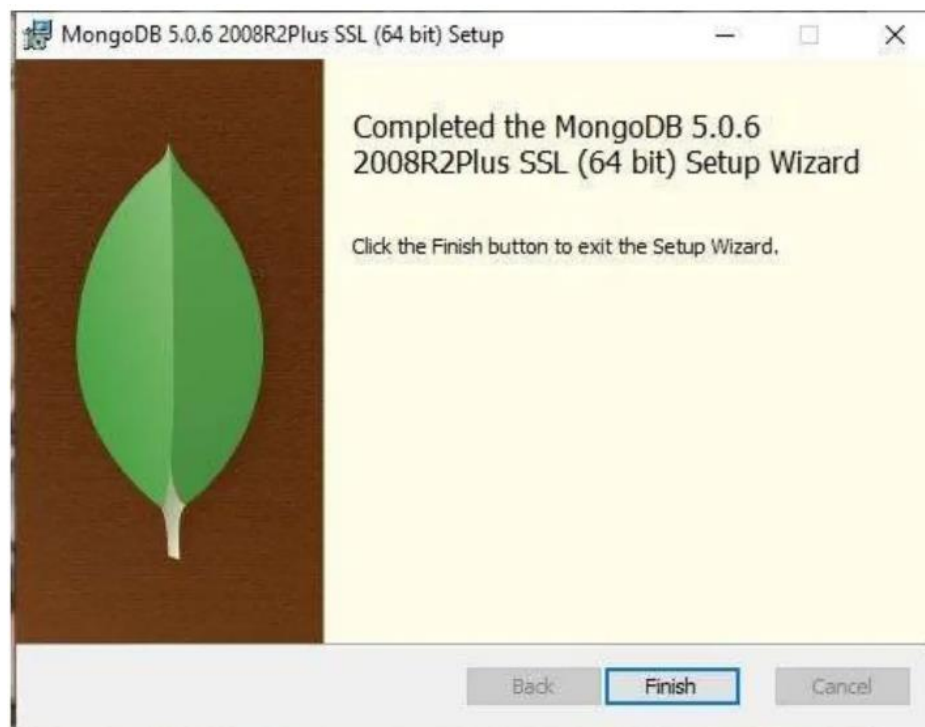 MongoDB 5.0.6 2008R2Plus SSL (64 bit) Setup
Completed the MongoDB 5.0.6
2008R2Plus SSL (64 bit) Setup Wizard
Click the Finish button to exit the Setup Wizard.
Back Finish Cancel